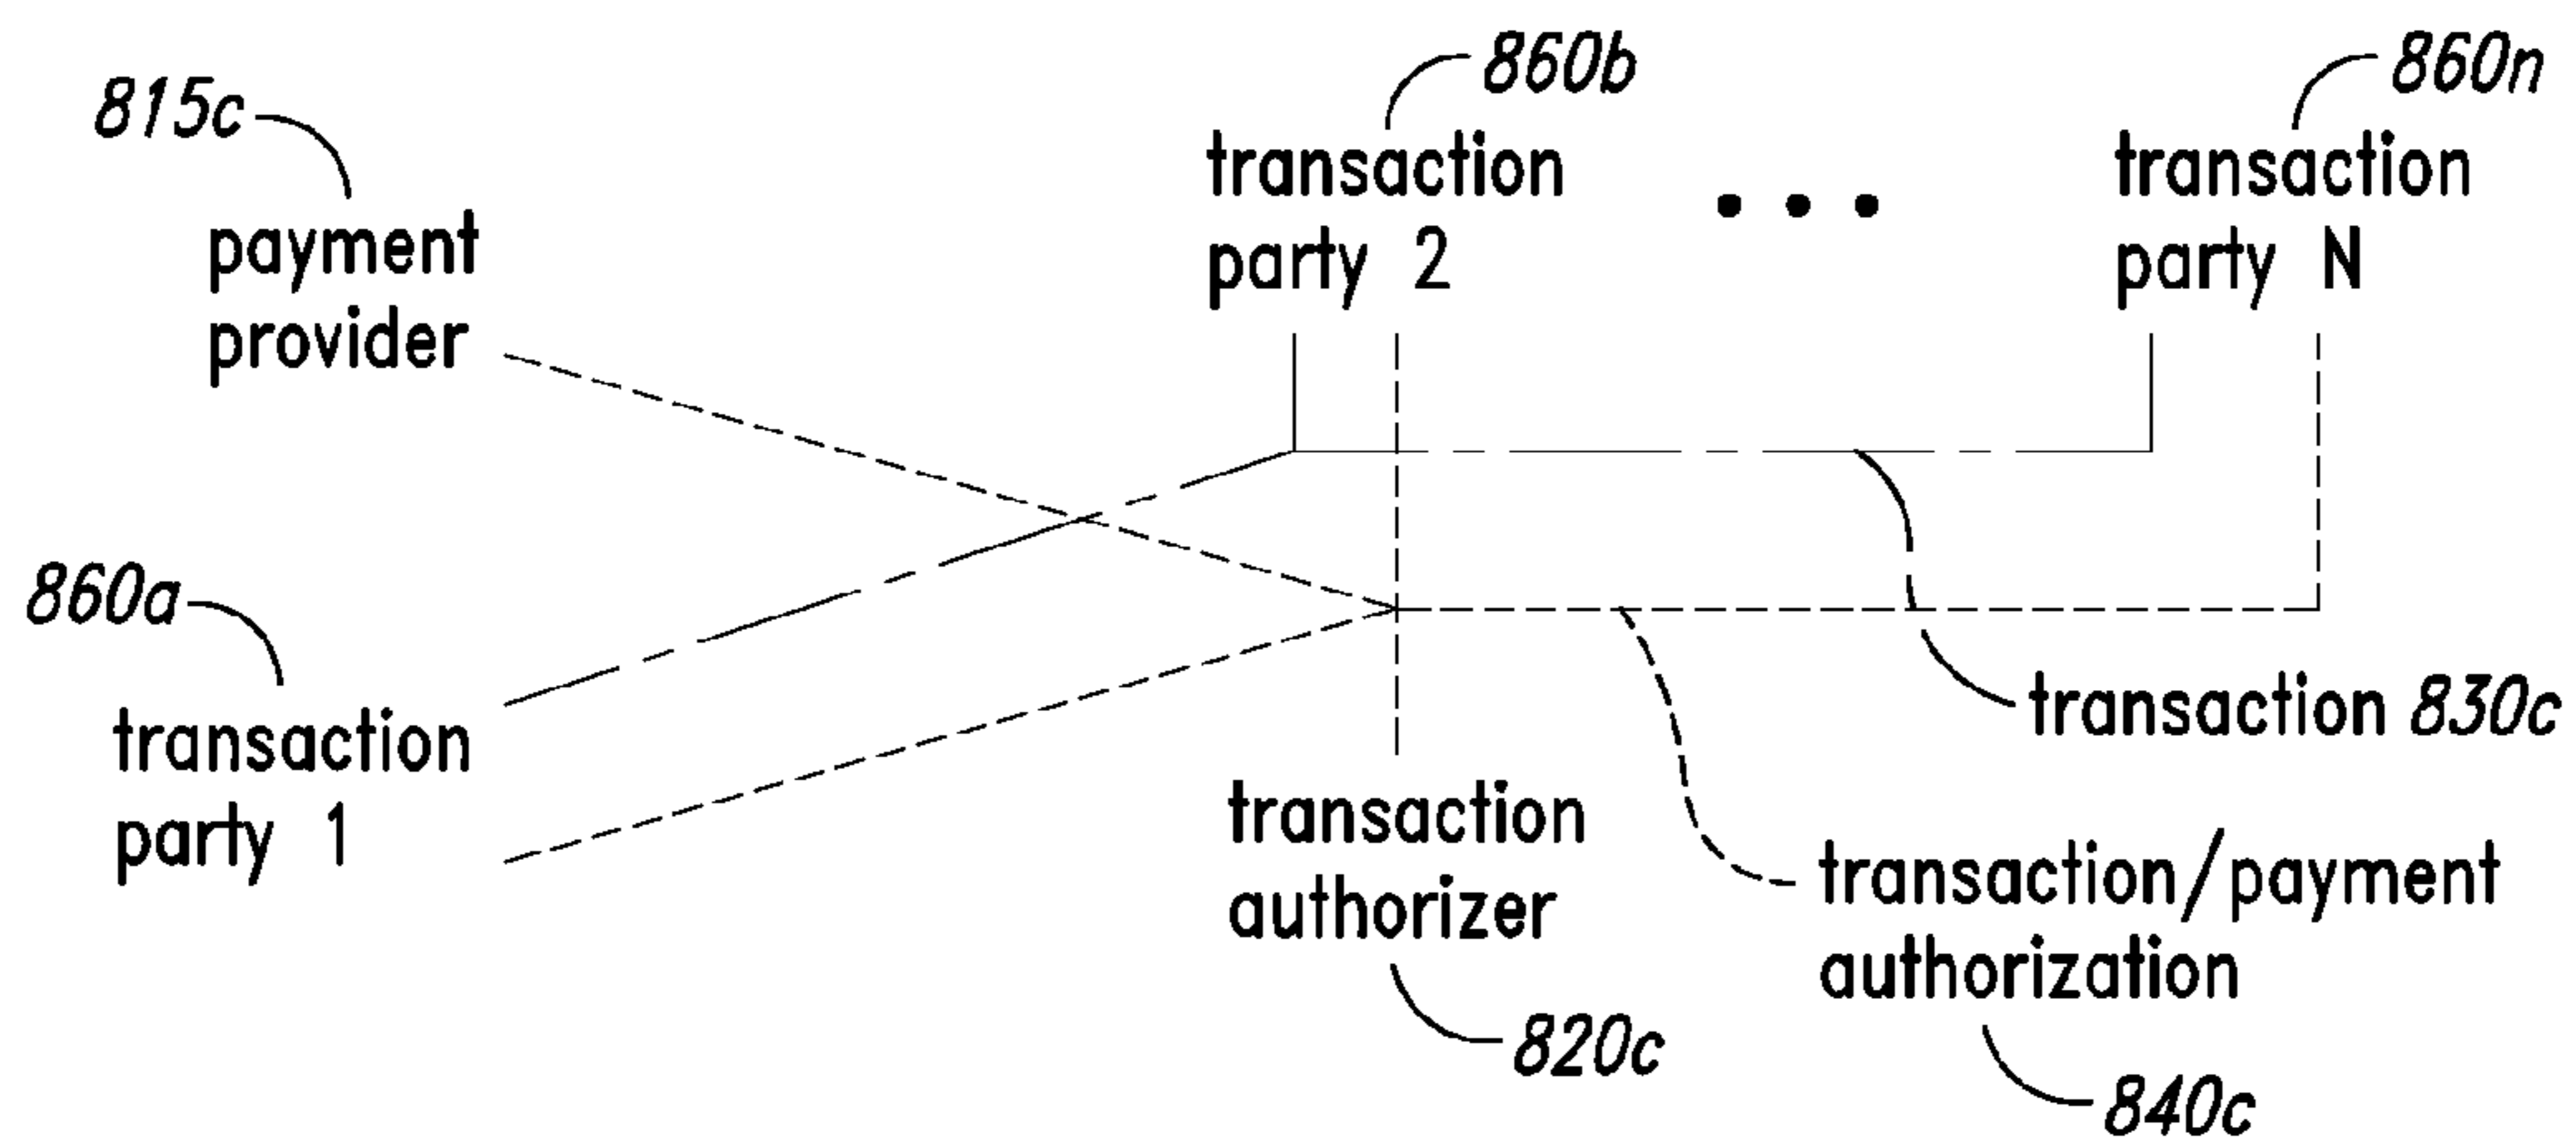 815c
payment
provider
860b
transaction
party 2
860n
transaction
party N
860a
transaction
party 1
transaction 830c
transaction
authorizer
820c
transaction/payment
authorization
840c